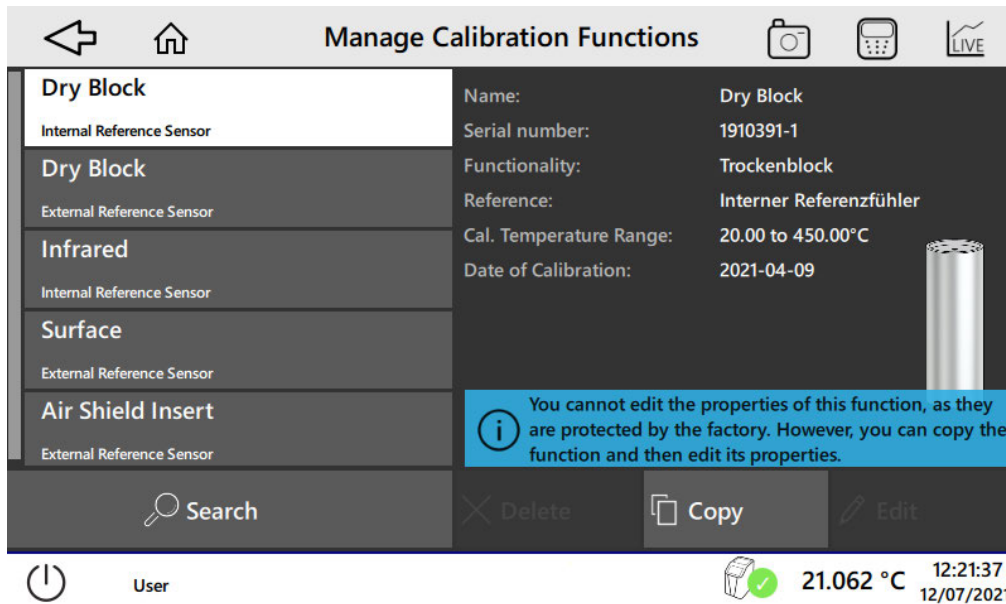 Manage Calibration Functions
LIVE
Dry Block
Internal Reference Sensor
Dry Block
External Reference Sensor
Infrared
Internal Reference Sensor
Surface
External Reference Sensor
Air Shield Insert
External Reference Sensor
Name: Dry Block
Serial number: 1910391-1
Functionality: Trockenblock
Reference: Interner Referenzfühler
Cal. Temperature Range: 20.00 to 450.00°C
Date of Calibration: 2021-04-09
You cannot edit the properties of this function, as they
are protected by the factory. However, you can copy the
function and then edit its properties.
Search
Delete
Copy
Edit
User
21.062 °C
12:21:37
12/07/202